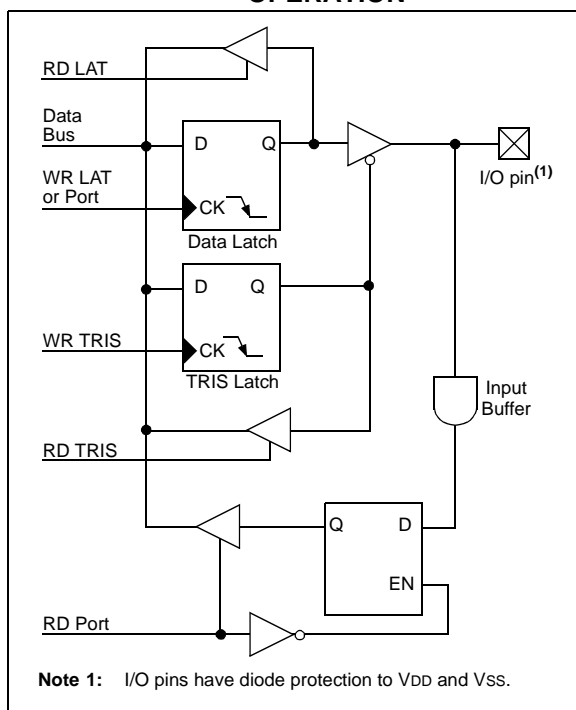 OPERATION
RD LAT
Data
Bus
D Q
WR LAT
or Port
CK
Data Latch
I/O pin(1)
D Q
WR TRIS
CK
TRIS Latch
Input
Buffer
RD TRIS
Q D
EN
RD Port
Note 1: I/O pins have diode protection to VDD and VSS.